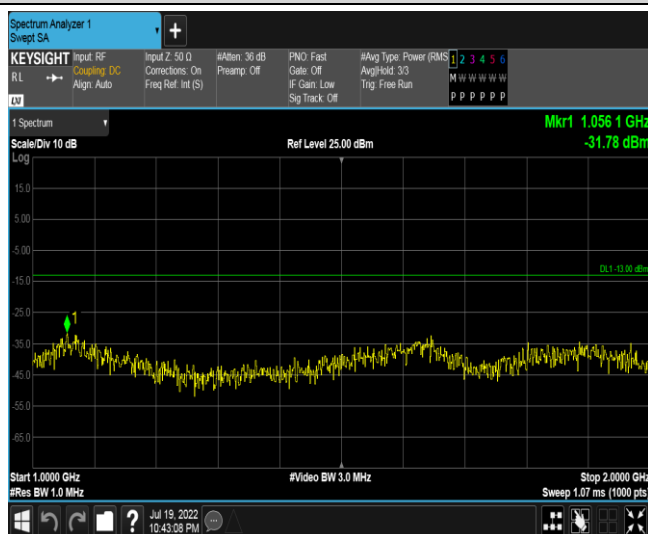 Spectrum Analyzer 1
Swept SA
KEYSIGHT Input: RF Input Z: 50 Ω #Atten: 36 dB PNO: Fast #Avg Type: Power (RMS 1 2 3 4 5 6
RL Coupling: DC Corrections: On Preamp: Off Gate: Off Avg|Hold: 3/3 M W W W W W
Align: Auto Freq Ref: Int (S) IF Gain: Low Trig: Free Run
Sig Track: Off P P P P P P
LXI
1 Spectrum Mkr1 1.056 1 GHz
Scale/Div 10 dB Ref Level 25.00 dBm -31.78 dBm
Log
15.0
5.00
-5.00
DL1 -13.00 dBm
-15.0
-25.0
1
-35.0
-45.0
-55.0
-65.0
Start 1.0000 GHz #Video BW 3.0 MHz Stop 2.0000 GHz
#Res BW 1.0 MHz Sweep 1.07 ms (1000 pts)
? Jul 19, 2022
10:43:08 PM